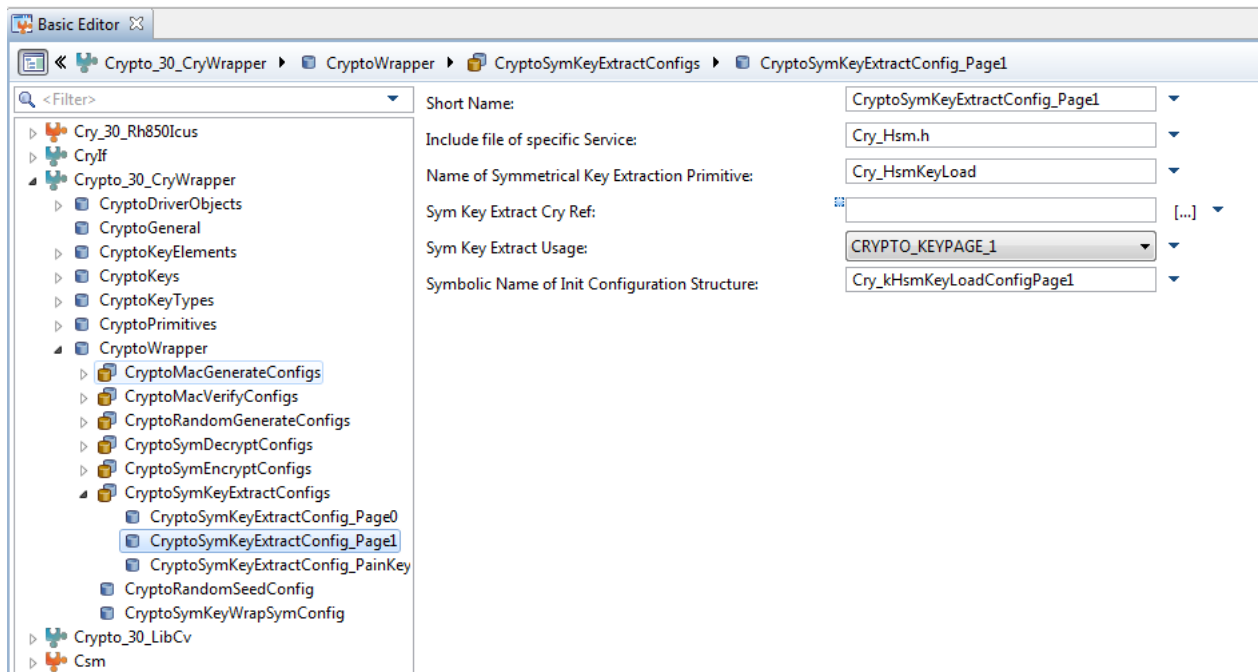 Basic Editor
Crypto_30_CryWrapper CryptoWrapper CryptoSymKeyExtractConfigs CryptoSymKeyExtractConfig_Page1
<Filter>
Cry_30_Rh850Icus
CryIf
Crypto_30_CryWrapper
CryptoDriverObjects
CryptoGeneral
CryptoKeyElements
CryptoKeys
CryptoKeyTypes
CryptoPrimitives
CryptoWrapper
CryptoMacGenerateConfigs
CryptoMacVerifyConfigs
CryptoRandomGenerateConfigs
CryptoSymDecryptConfigs
CryptoSymEncryptConfigs
CryptoSymKeyExtractConfigs
CryptoSymKeyExtractConfig_Page0
CryptoSymKeyExtractConfig_Page1
CryptoSymKeyExtractConfig_PainKey
CryptoRandomSeedConfig
CryptoSymKeyWrapSymConfig
Crypto_30_LibCv
Csm
Short Name: CryptoSymKeyExtractConfig_Page1
Include file of specific Service: Cry_Hsm.h
Name of Symmetrical Key Extraction Primitive: Cry_HsmKeyLoad
Sym Key Extract Cry Ref: [...]
Sym Key Extract Usage: CRYPTO_KEYPAGE_1
Symbolic Name of Init Configuration Structure: Cry_kHsmKeyLoadConfigPage1